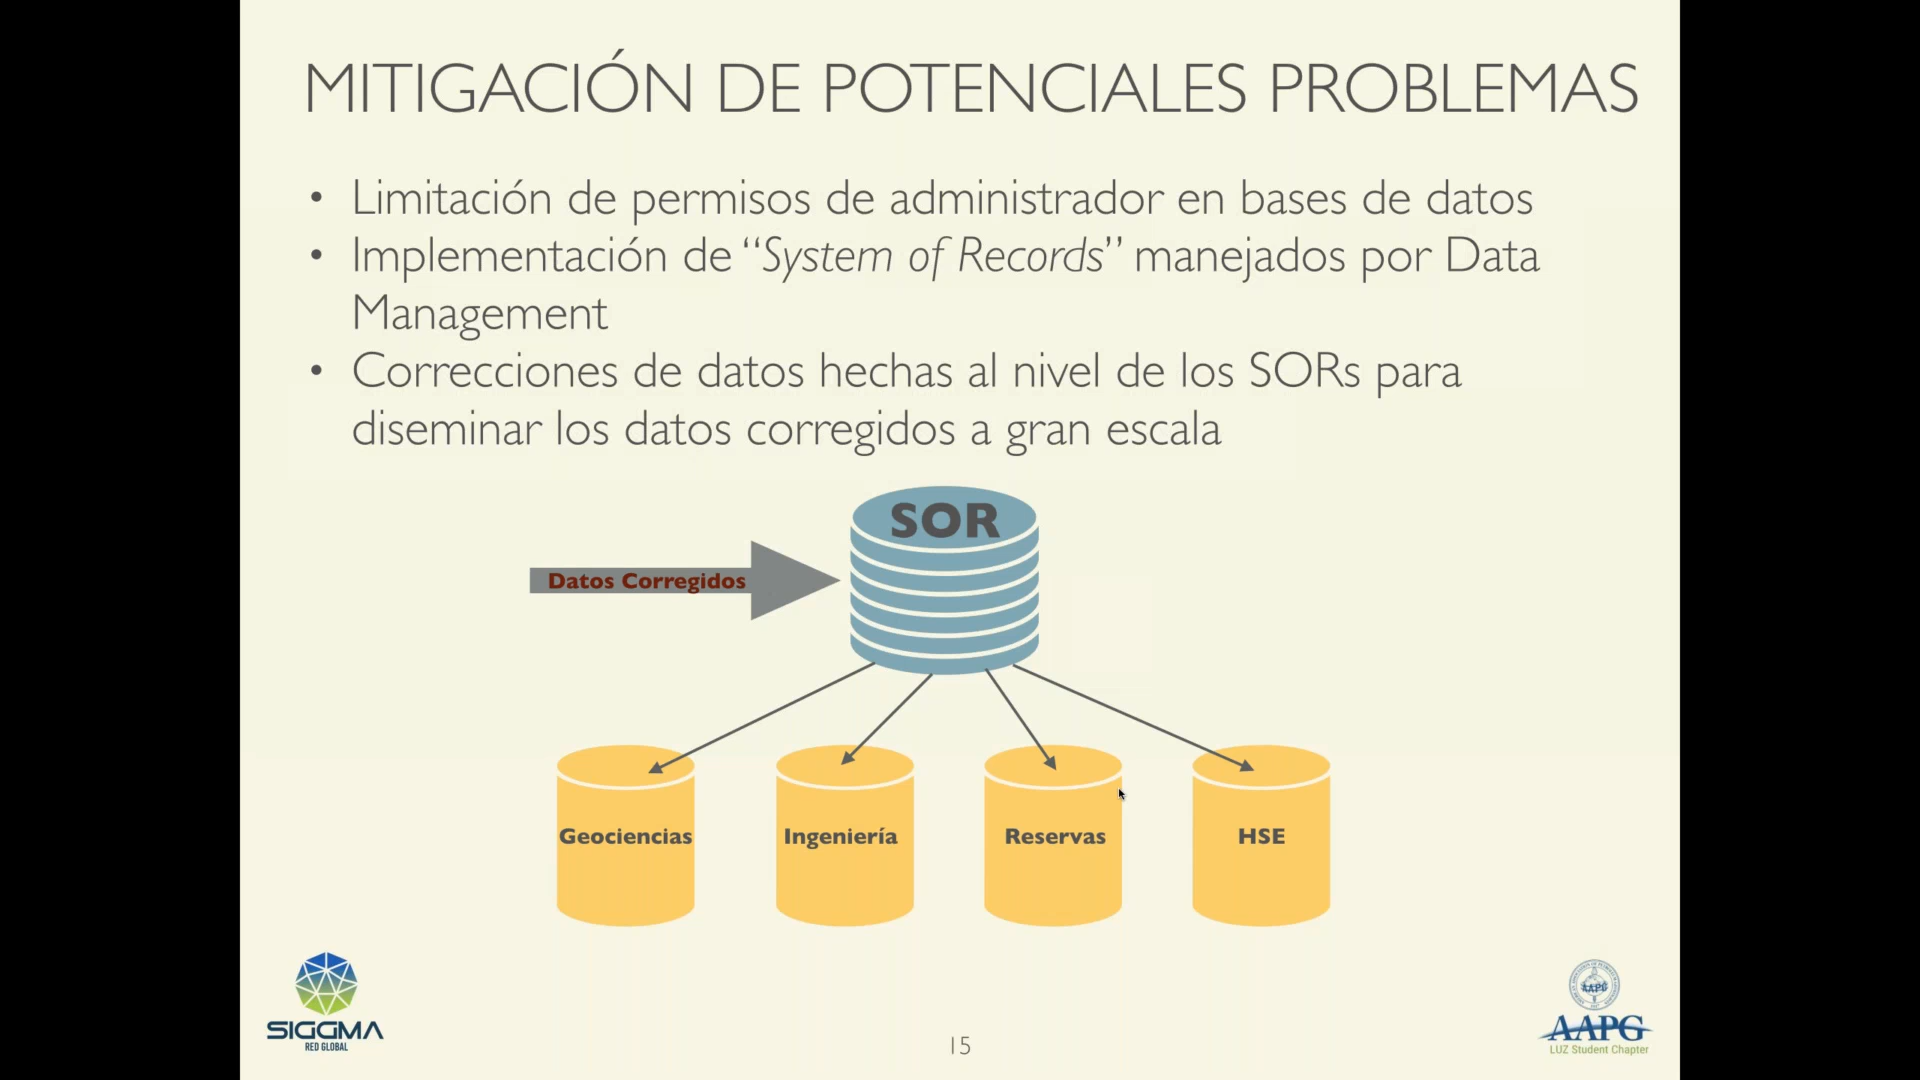 MITIGACIÓN DE POTENCIALES PROBLEMAS
• Limitación de permisos de administrador en bases de datos
• Implementación de “System of Records” manejados por Data
Management
• Correcciones de datos hechas al nivel de los SORs para
diseminar los datos corregidos a gran escala
SOR
Datos Corregidos
Geociencias
Ingeniería
Reservas
HSE
SIGGMA
RED GLOBAL
15
AAPG
AAPG
LUZ Student Chapter